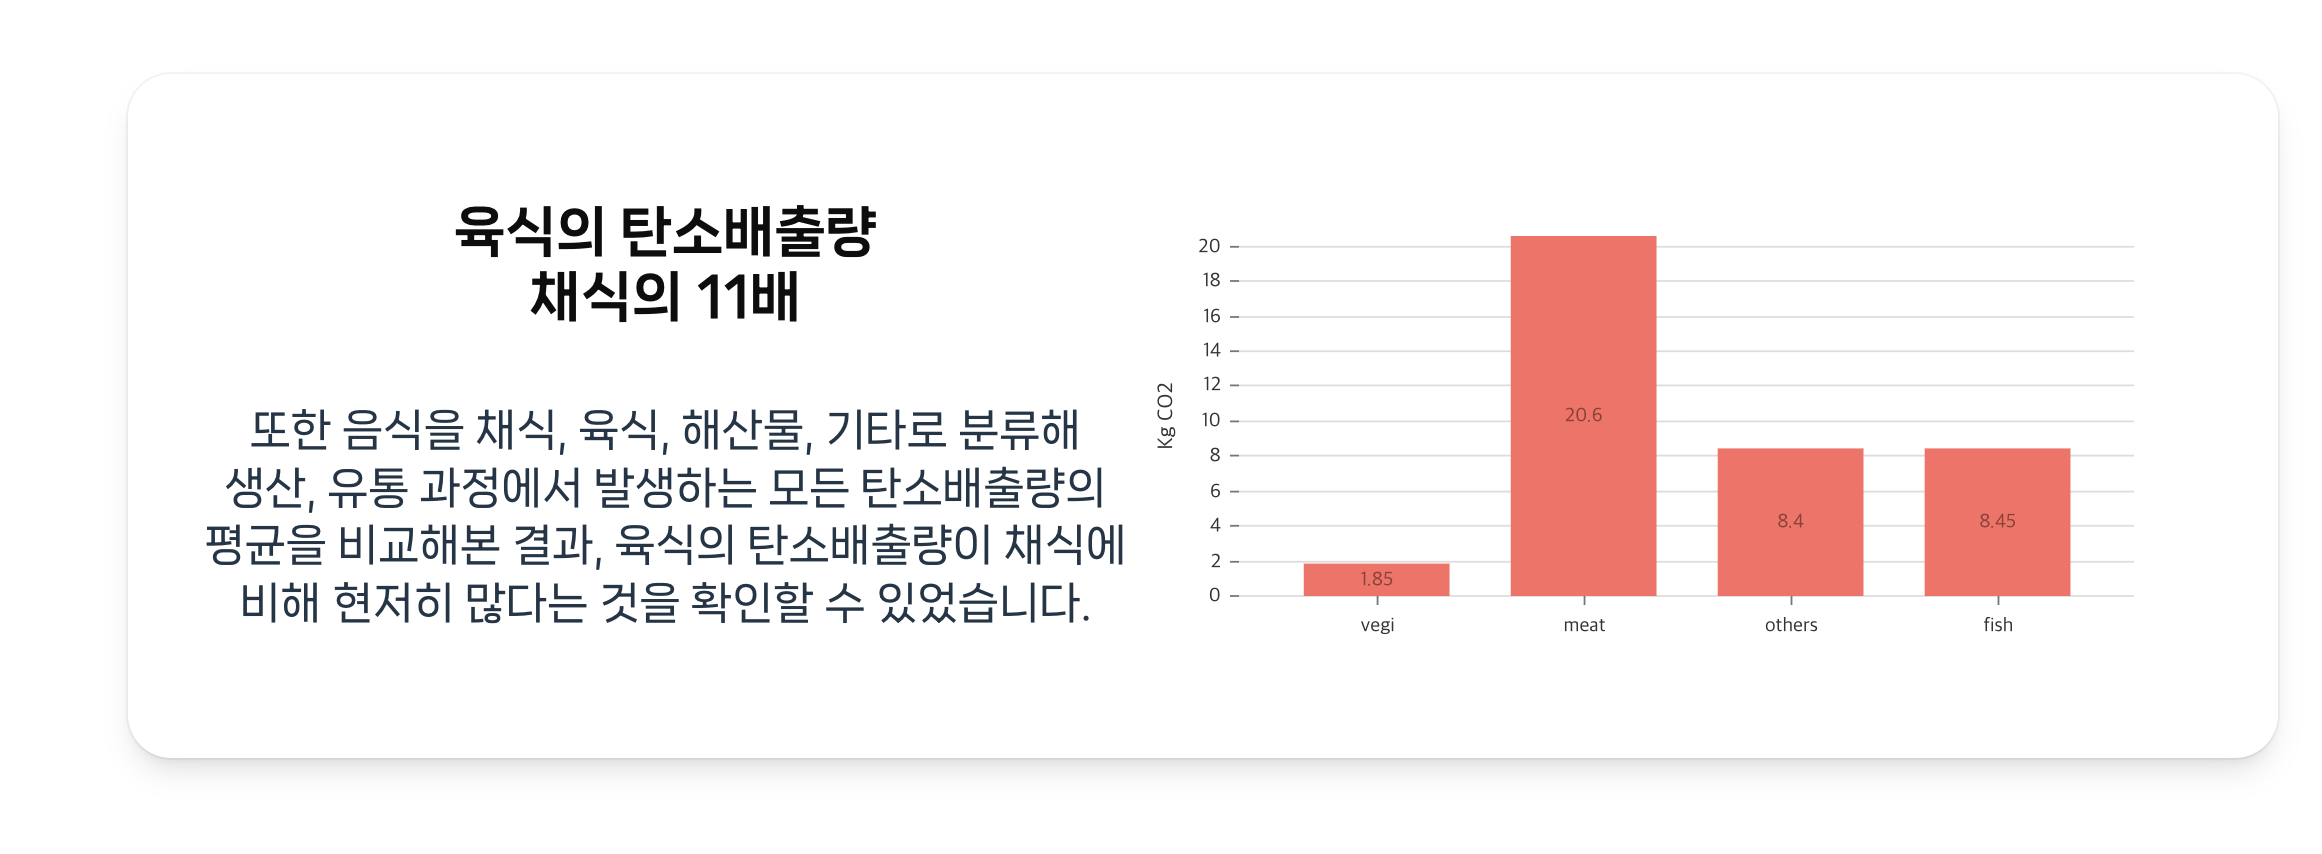 육식의 탄소배출량
채식의 11배
또한 음식을 채식, 육식, 해산물, 기타로 분류해
생산, 유통 과정에서 발생하는 모든 탄소배출량의
평균을 비교해본 결과, 육식의 탄소배출량이 채식에
비해 현저히 많다는 것을 확인할 수 있었습니다.
Kg CO2
20
18
16
14
12
10
8
6
4
2
0
1.85
20.6
8.4
8.45
vegi
meat
others
fish